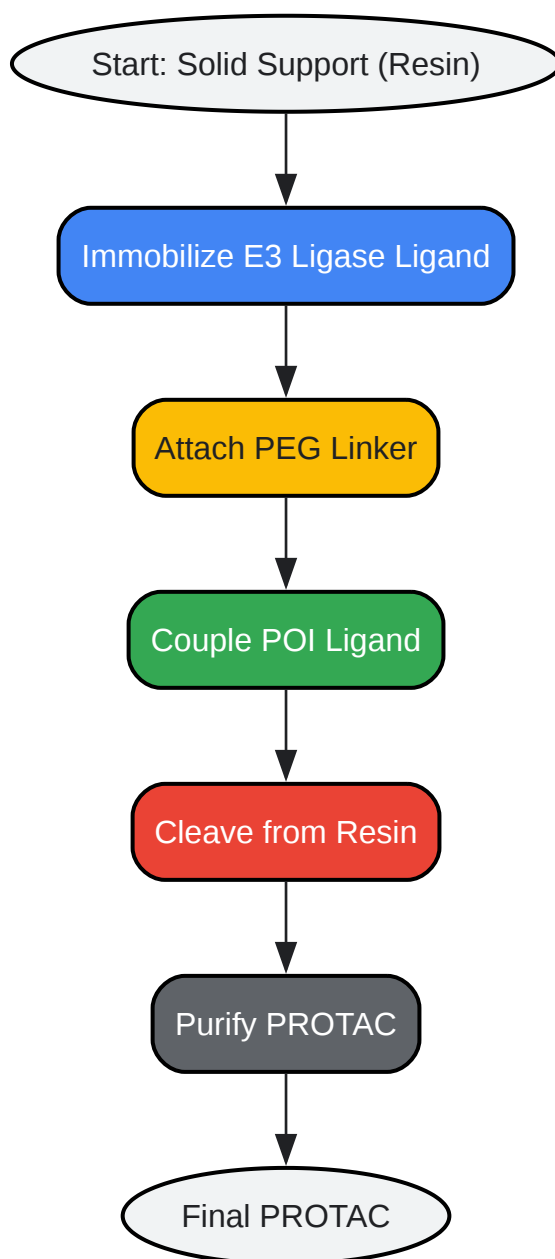 Start: Solid Support (Resin)
Immobilize E3 Ligase Ligand
Attach PEG Linker
Couple POI Ligand
Cleave from Resin
Purify PROTAC
Final PROTAC